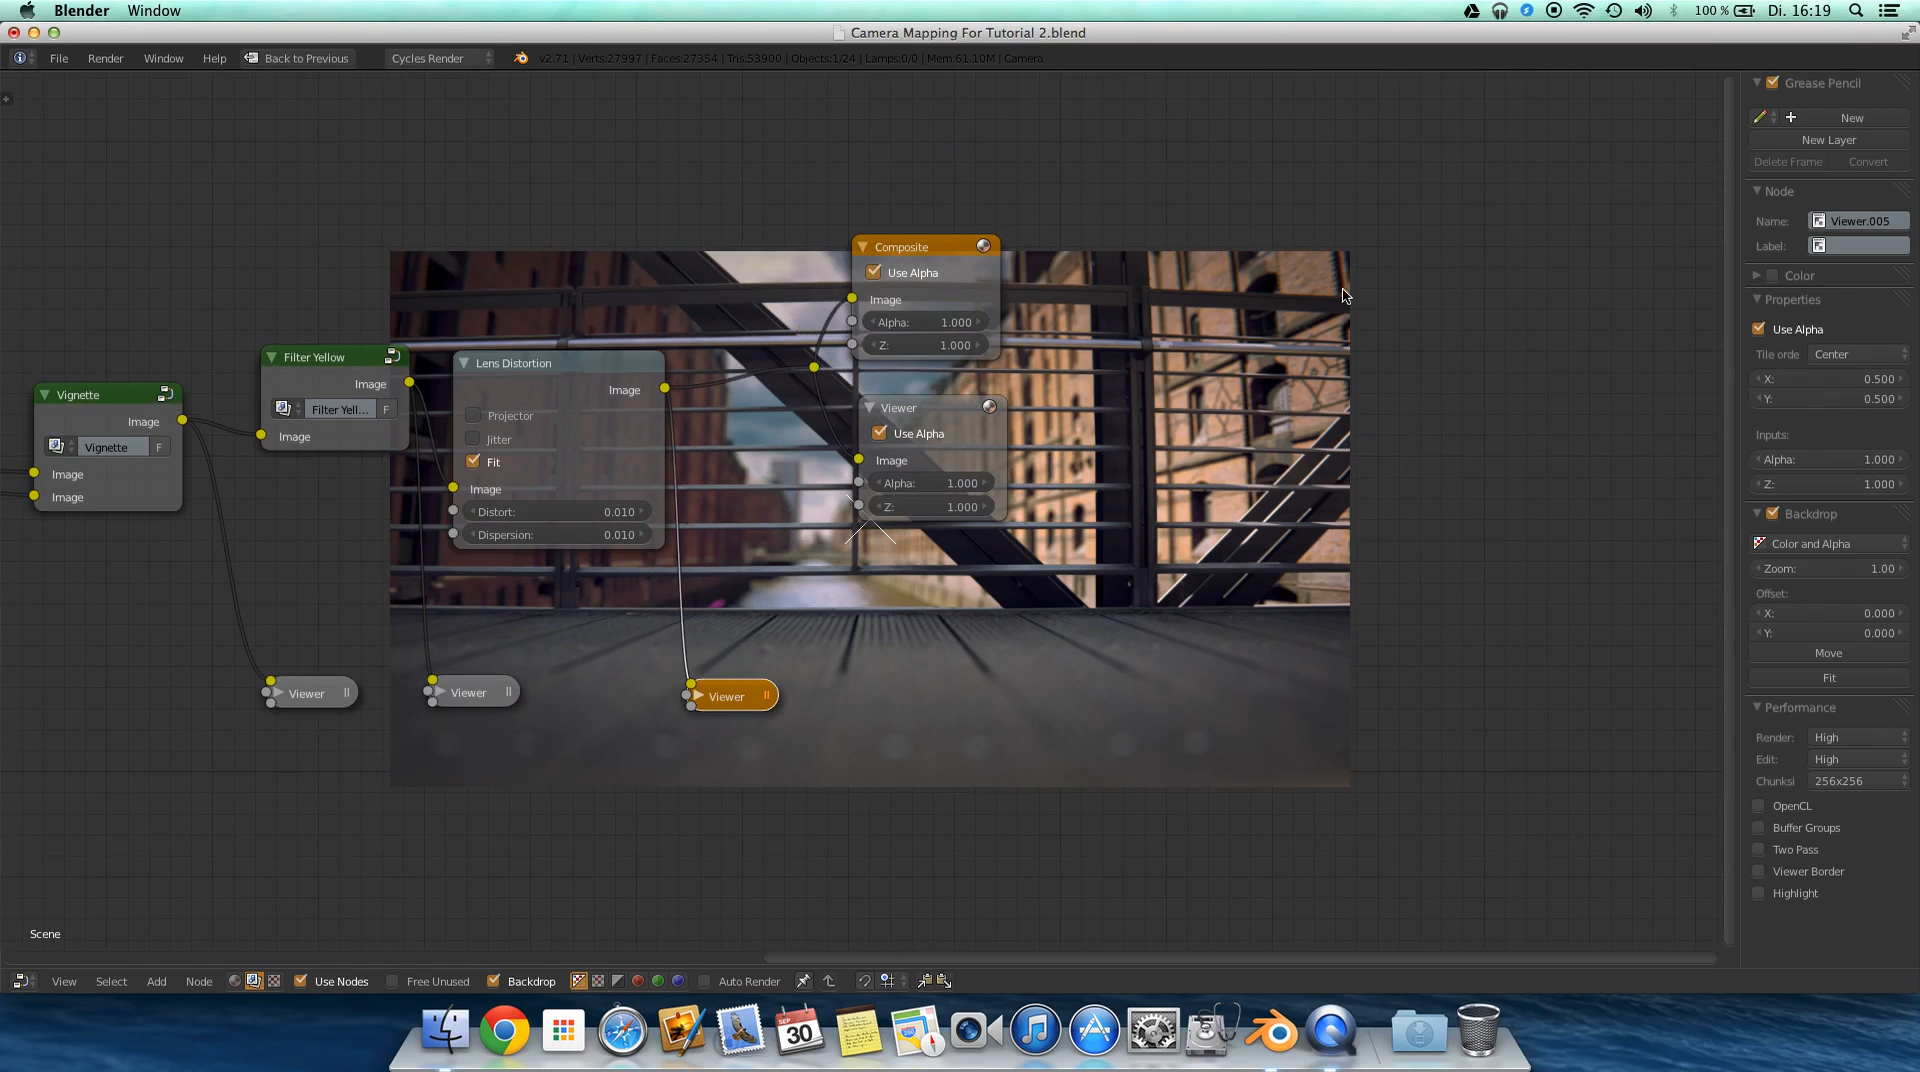 Blender Window 100 % Di. 16:19
Camera Mapping For Tutorial 2.blend
File Render Window Help Back to Previous Cycles Render v2.71 | Verts:27997 | Faces:27354 | Tris:53900 | Objects:1/24 | Lamps:0/0 | Mem:61.10M | Camera
Vignette
Image
Vignette F
Image
Image
Filter Yellow
Image
Filter Yell... F
Image
Lens Distortion
Image
Projector
Jitter
Fit
Image
Distort: 0.010
Dispersion: 0.010
Composite
Use Alpha
Image
Alpha: 1.000
Z: 1.000
Viewer
Use Alpha
Image
Alpha: 1.000
Z: 1.000
Viewer
Viewer
Viewer
Grease Pencil
New
New Layer
Delete Frame Convert
Node
Name: Viewer.005
Label:
Color
Properties
Use Alpha
Tile orde Center
X: 0.500
Y: 0.500
Inputs:
Alpha: 1.000
Z: 1.000
Backdrop
Color and Alpha
Zoom: 1.00
Offset:
X: 0.000
Y: 0.000
Move
Fit
Performance
Render: High
Edit: High
Chunksi 256x256
OpenCL
Buffer Groups
Two Pass
Viewer Border
Highlight
Scene
View Select Add Node Use Nodes Free Unused Backdrop Auto Render
SEP
30